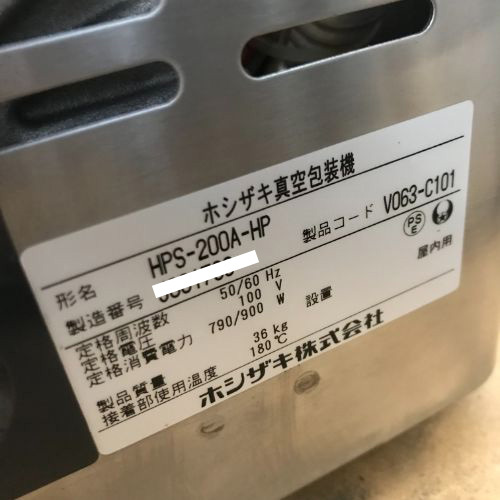 ホシザキ真空包装機
形名 HPS-200A-HP 製品コード V063-C101
製造番号
定格周波数 50/60 Hz
定格電圧 100 V
定格消費電力 790/900 W 設置 屋内用
製品質量 36 kg
接着部使用温度 180℃
ホシザキ株式会社
PS
E